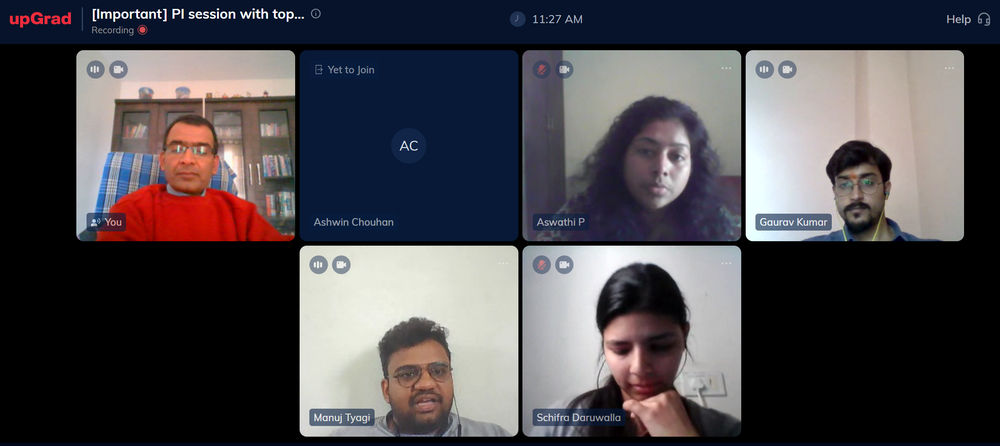 upGrad
[Important] PI session with top...
Recording
11:27 AM
Help
You
Yet to Join
AC
Ashwin Chouhan
Aswathi P
Gaurav Kumar
Manuj Tyagi
Schifra Daruwalla